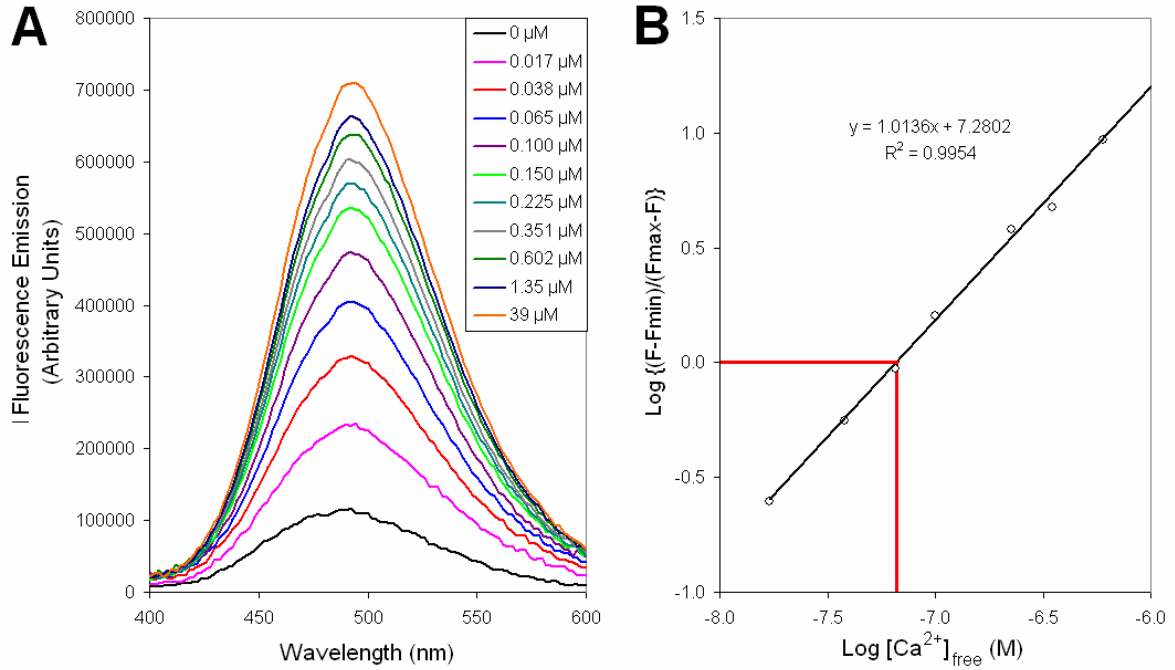 A
| Fluorescence Emission
(Arbitrary Units)
800000
700000
600000
500000
400000
300000
200000
100000
0
400
450
500
550
600
Wavelength (nm)
0 µM
0.017 µM
0.038 µM
0.065 µM
0.100 µM
0.150 µM
0.225 µM
0.351 µM
0.602 µM
1.35 µM
39 µM
B
Log {(F-Fmin)/(Fmax-F)}
1.5
1.0
0.5
0.0
-0.5
-1.0
y = 1.0136x + 7.2802
R² = 0.9954
-8.0
-7.5
-7.0
-6.5
-6.0
Log [Ca²⁺]free (M)